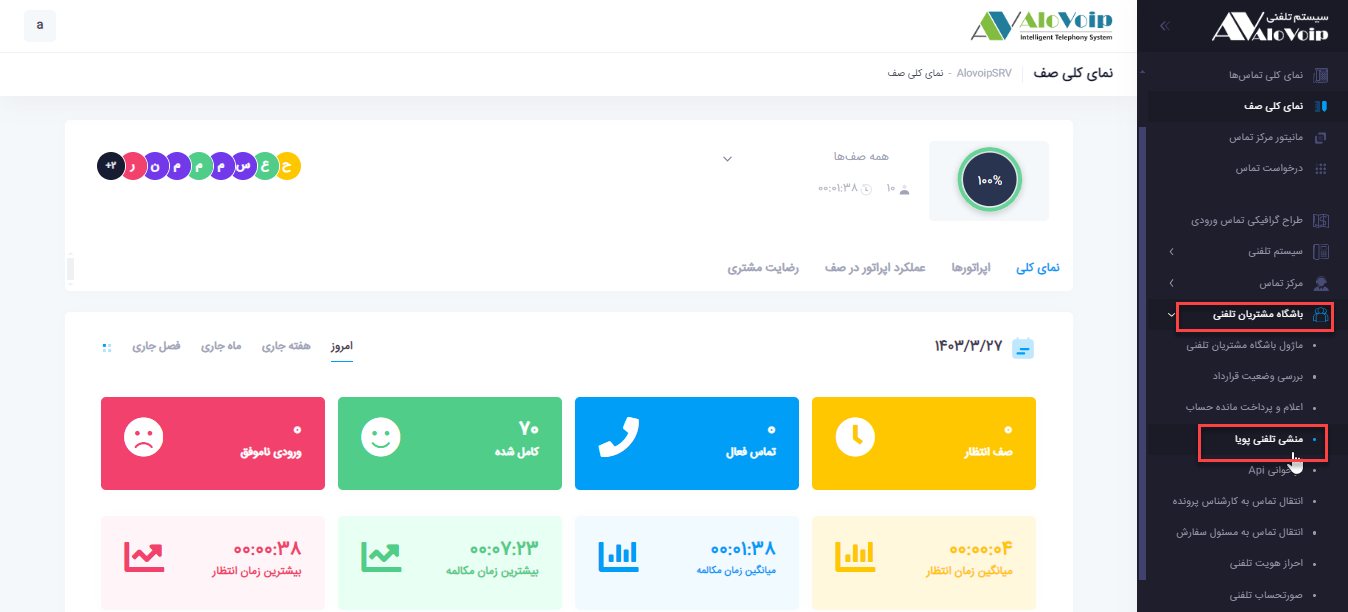 سیستم تلفنی
AloVoip
نمای کلی تماس‌ها
نمای کلی صف
مانیتور مرکز تماس
درخواست تماس
طراح گرافیکی تماس ورودی
سیستم تلفنی
مرکز تماس
باشگاه مشتریان تلفنی
ماژول باشگاه مشتریان تلفنی
بررسی وضعیت قرارداد
اعلام و پرداخت مانده حساب
منشی تلفنی پویا
Api
انتقال تماس به کارشناس پرونده
انتقال تماس به مسئول سفارش
احراز هویت تلفنی
صورتحساب تلفنی
AloVoip
Intelligent Telephony System
a
نمای کلی صف
AlovoipSRV - نمای کلی صف
۱۰۰%
همه صف‌ها
۱۰
۰۰:۰۱:۳۸
ح ع س م م م ن ر +۲
نمای کلی
اپراتورها
عملکرد اپراتور در صف
رضایت مشتری
۱۴۰۳/۳/۲۷
امروز
هفته جاری
ماه جاری
فصل جاری
۰
صف انتظار
۰
تماس فعال
۷۰
کامل شده
۰
ورودی ناموفق
۰۰:۰۰:۰۴
میانگین زمان انتظار
۰۰:۰۱:۳۸
میانگین زمان مکالمه
۰۰:۰۷:۲۳
بیشترین زمان مکالمه
۰۰:۰۰:۳۸
بیشترین زمان انتظار